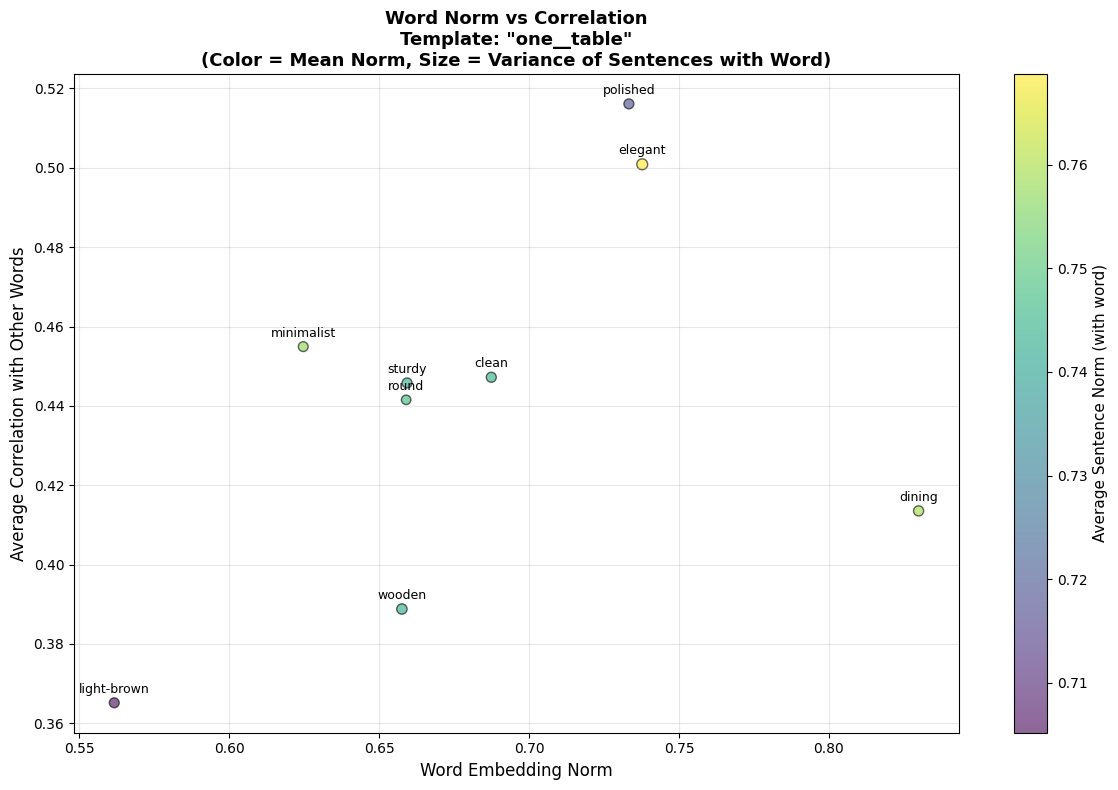 Word Norm vs Correlation
Template: "one__table"
(Color = Mean Norm, Size = Variance of Sentences with Word)
Average Correlation with Other Words
0.52
0.50
0.48
0.46
0.44
0.42
0.40
0.38
0.36
polished
elegant
minimalist
sturdy
clean
round
dining
wooden
light-brown
0.55
0.60
0.65
0.70
0.75
0.80
Word Embedding Norm
0.76
0.75
0.74
0.73
0.72
0.71
Average Sentence Norm (with word)